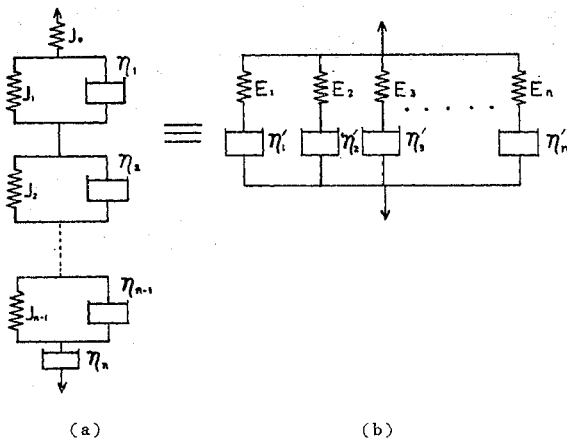 J₀
J₁ η₁
J₂ η₂
Jₙ₋₁ ηₙ₋₁
ηₙ
≡
E₁ E₂ E₃ . . . . . . Eₙ
η′₁ η′₂ η′₃ η′ₙ
(a) (b)